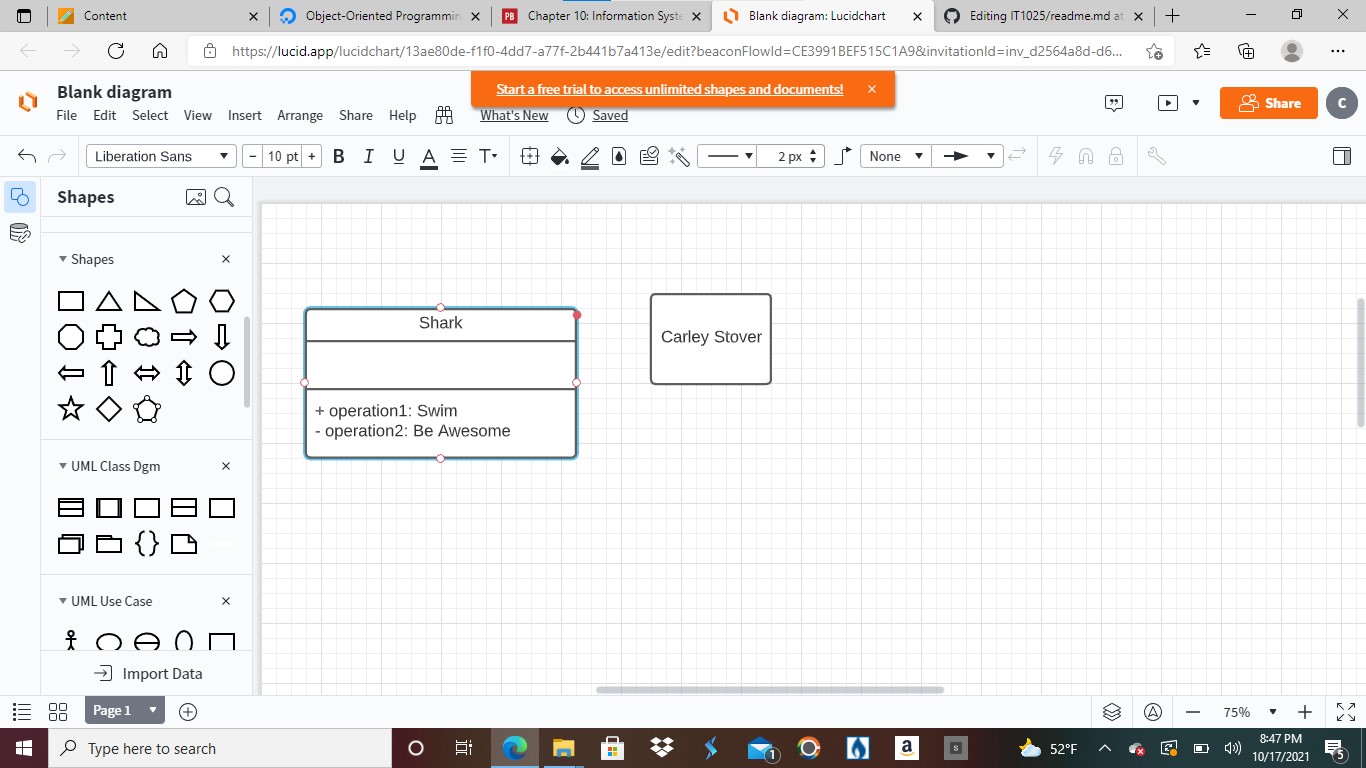 Content
Object-Oriented Programmin
PB Chapter 10: Information Syste
Blank diagram: Lucidchart
Editing IT1025/readme.md at
https://lucid.app/lucidchart/13ae80de-f1f0-4dd7-a77f-2b441b7a413e/edit?beaconFlowId=CE3991BEF515C1A9&invitationId=inv_d2564a8d-d6...
Start a free trial to access unlimited shapes and documents!
Blank diagram
File Edit Select View Insert Arrange Share Help What's New Saved
Share C
Liberation Sans - 10 pt + B I U A T 2 px None
Shapes
Shapes
UML Class Dgm
UML Use Case
Import Data
Shark
+ operation1: Swim
- operation2: Be Awesome
Carley Stover
Page 1
75%
Type here to search
1
a
s
52°F
8:47 PM
10/17/2021
5